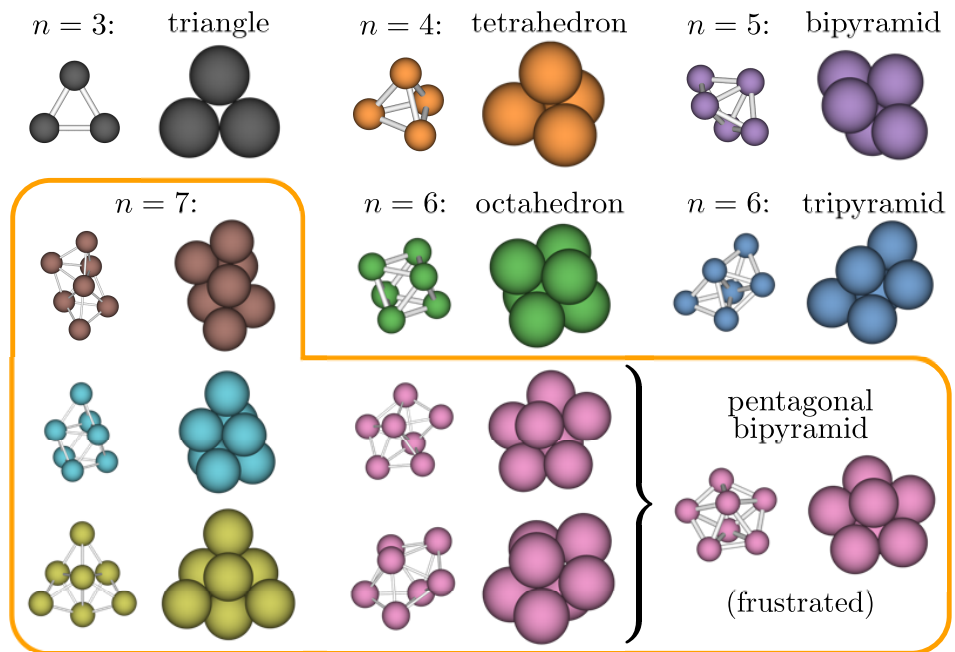 n = 3: triangle
n = 4: tetrahedron
n = 5: bipyramid
n = 7:
n = 6: octahedron
n = 6: tripyramid
pentagonal
bipyramid
(frustrated)